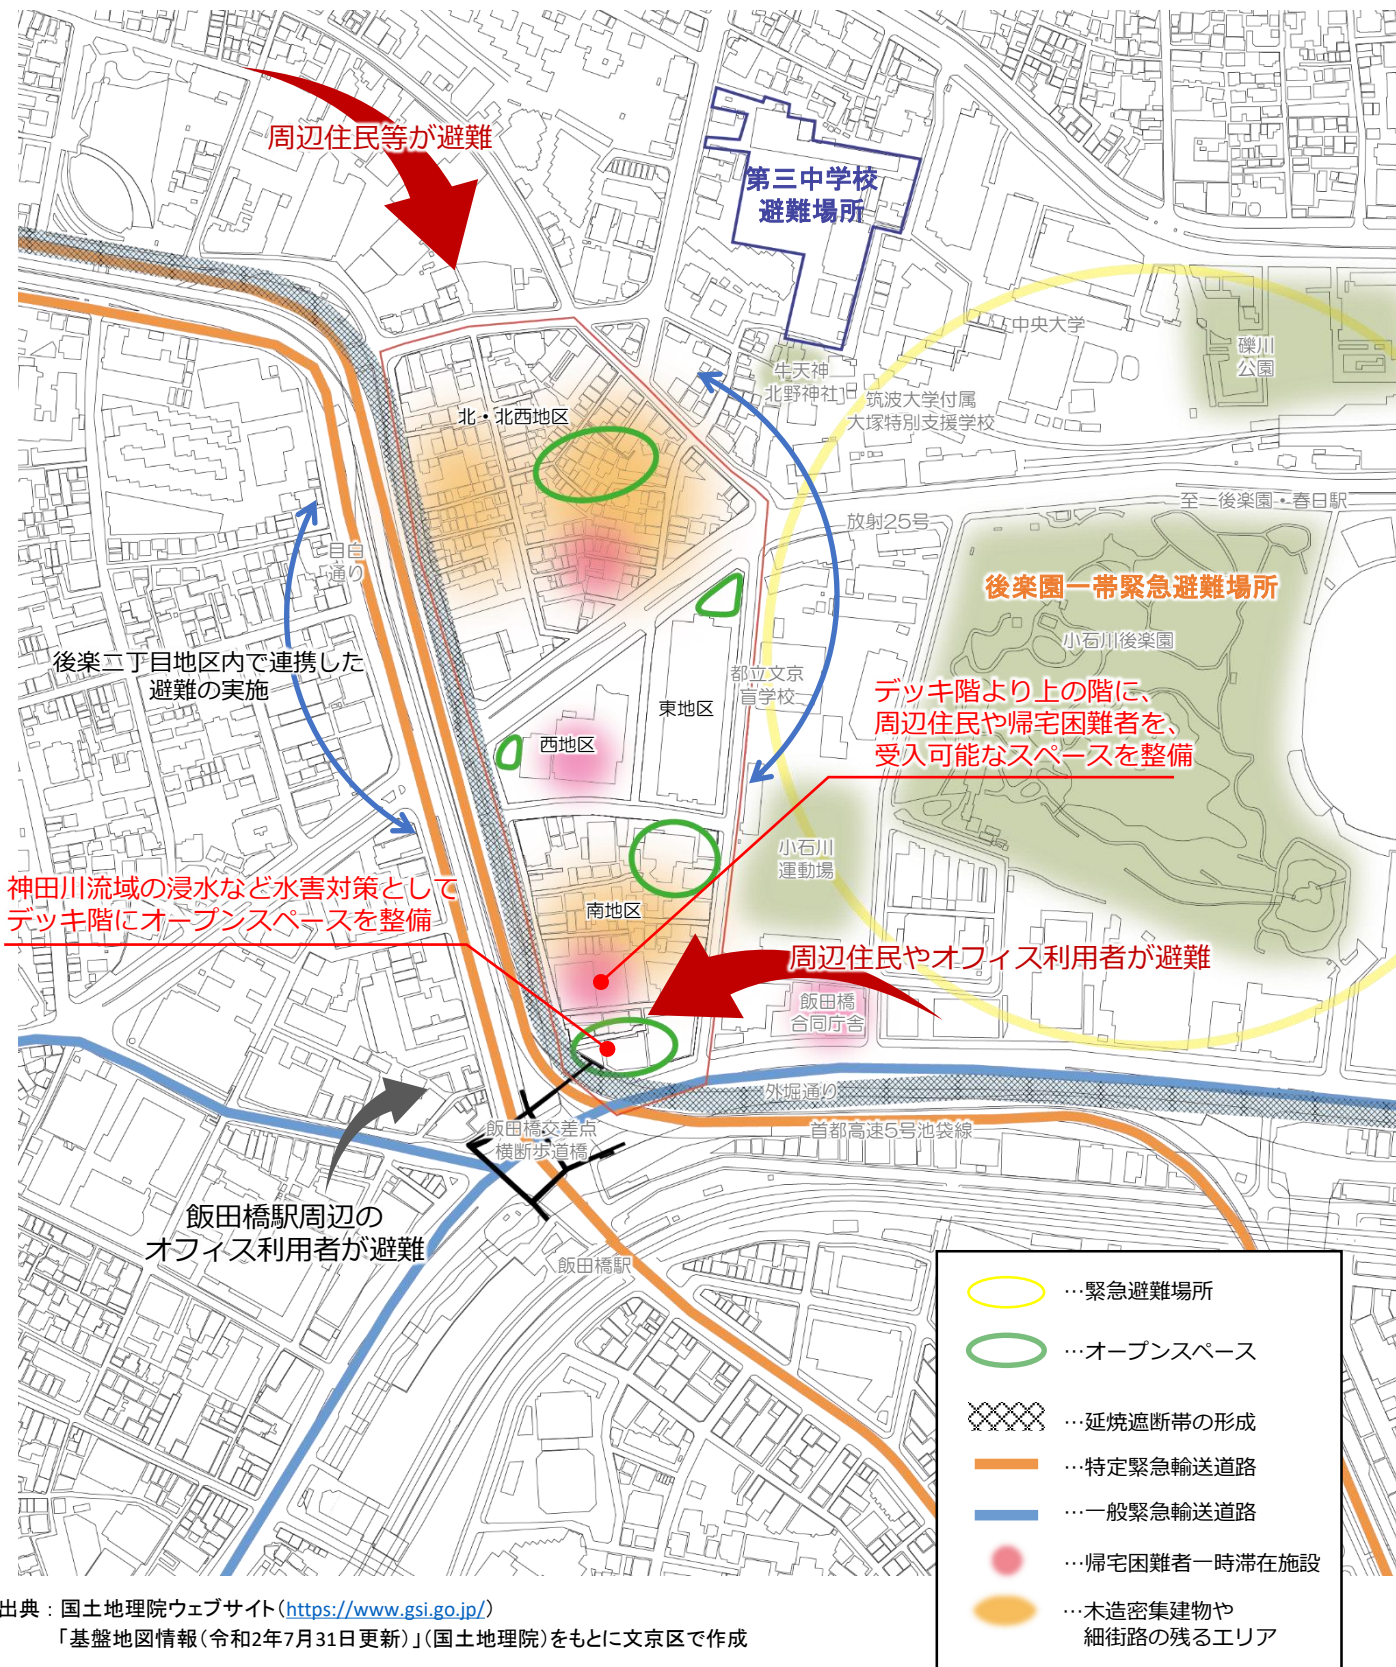 周辺住民等が避難
第三中学校
避難場所
中央大学
礫川
公園
牛天神
北野神社
筑波大学付属
大塚特別支援学校
北・北西地区
至 後楽園・春日駅
放射25号
目白
通り
後楽園一帯緊急避難場所
小石川後楽園
後楽二丁目地区内で連携した
避難の実施
都立文京
盲学校
東地区
西地区
デッキ階より上の階に、
周辺住民や帰宅困難者を、
受入可能なスペースを整備
小石川
運動場
神田川流域の浸水など水害対策として
デッキ階にオープンスペースを整備
南地区
周辺住民やオフィス利用者が避難
飯田橋
合同庁舎
外堀通り
首都高速5号池袋線
飯田橋交差点
横断歩道橋
飯田橋駅周辺の
オフィス利用者が避難
飯田橋駅
…緊急避難場所
…オープンスペース
…延焼遮断帯の形成
…特定緊急輸送道路
…一般緊急輸送道路
…帰宅困難者一時滞在施設
…木造密集建物や
細街路の残るエリア
出典：国土地理院ウェブサイト（https://www.gsi.go.jp/）
「基盤地図情報（令和2年7月31日更新）」（国土地理院）をもとに文京区で作成